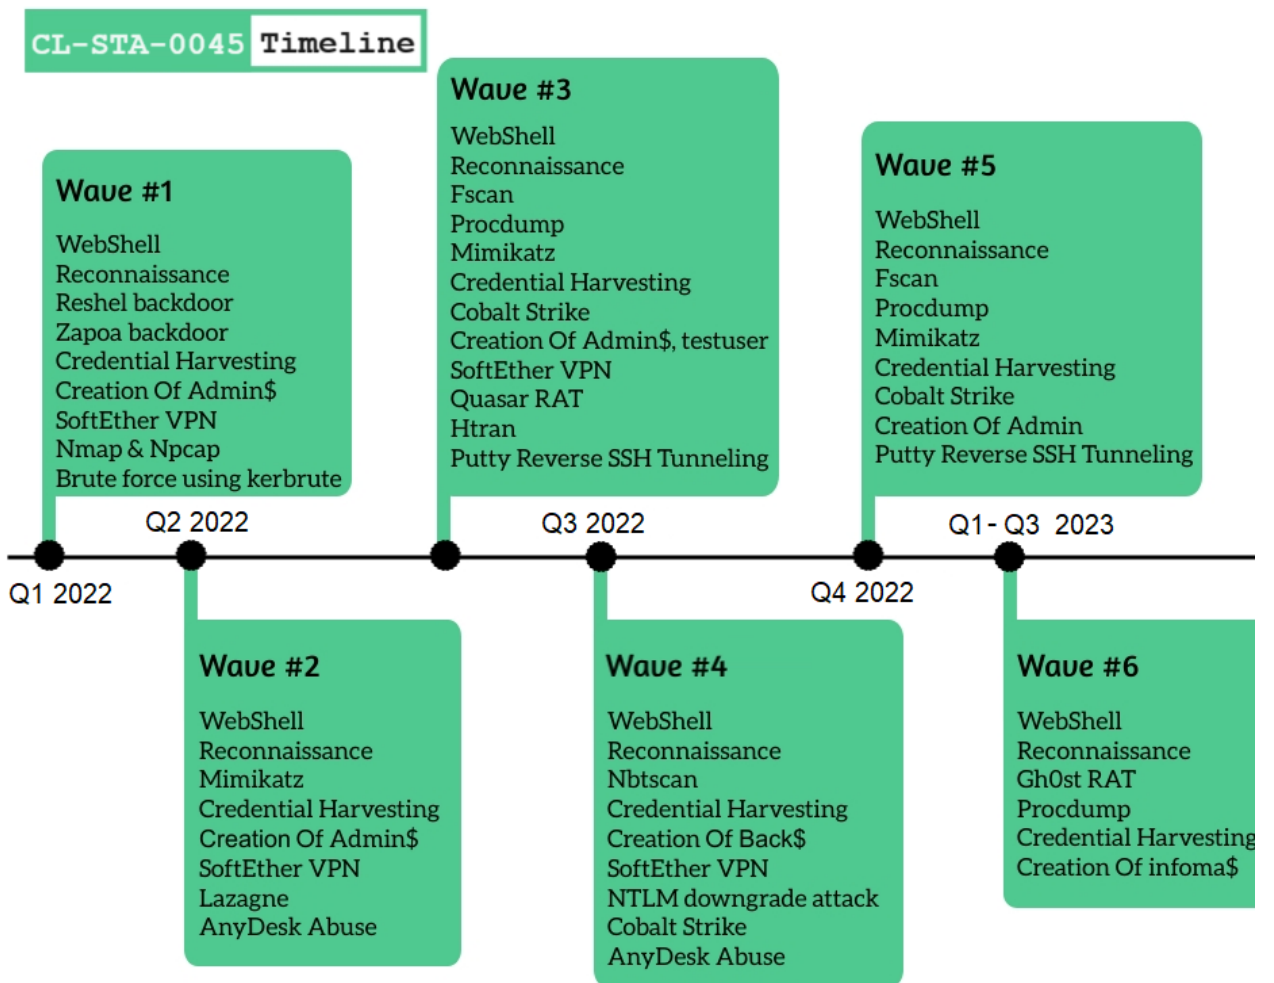 CL-STA-0045 Timeline
Wave #1
WebShell
Reconnaissance
Reshel backdoor
Zapoa backdoor
Credential Harvesting
Creation Of Admin$
SoftEther VPN
Nmap & Npcap
Brute force using kerbrute
Wave #3
WebShell
Reconnaissance
Fscan
Procdump
Mimikatz
Credential Harvesting
Cobalt Strike
Creation Of Admin$, testuser
SoftEther VPN
Quasar RAT
Htran
Putty Reverse SSH Tunneling
Wave #5
WebShell
Reconnaissance
Fscan
Procdump
Mimikatz
Credential Harvesting
Cobalt Strike
Creation Of Admin
Putty Reverse SSH Tunneling
Q1 2022
Q2 2022
Q3 2022
Q4 2022
Q1- Q3 2023
Wave #2
WebShell
Reconnaissance
Mimikatz
Credential Harvesting
Creation Of Admin$
SoftEther VPN
Lazagne
AnyDesk Abuse
Wave #4
WebShell
Reconnaissance
Nbtscan
Credential Harvesting
Creation Of Back$
SoftEther VPN
NTLM downgrade attack
Cobalt Strike
AnyDesk Abuse
Wave #6
WebShell
Reconnaissance
Gh0st RAT
Procdump
Credential Harvesting
Creation Of infoma$